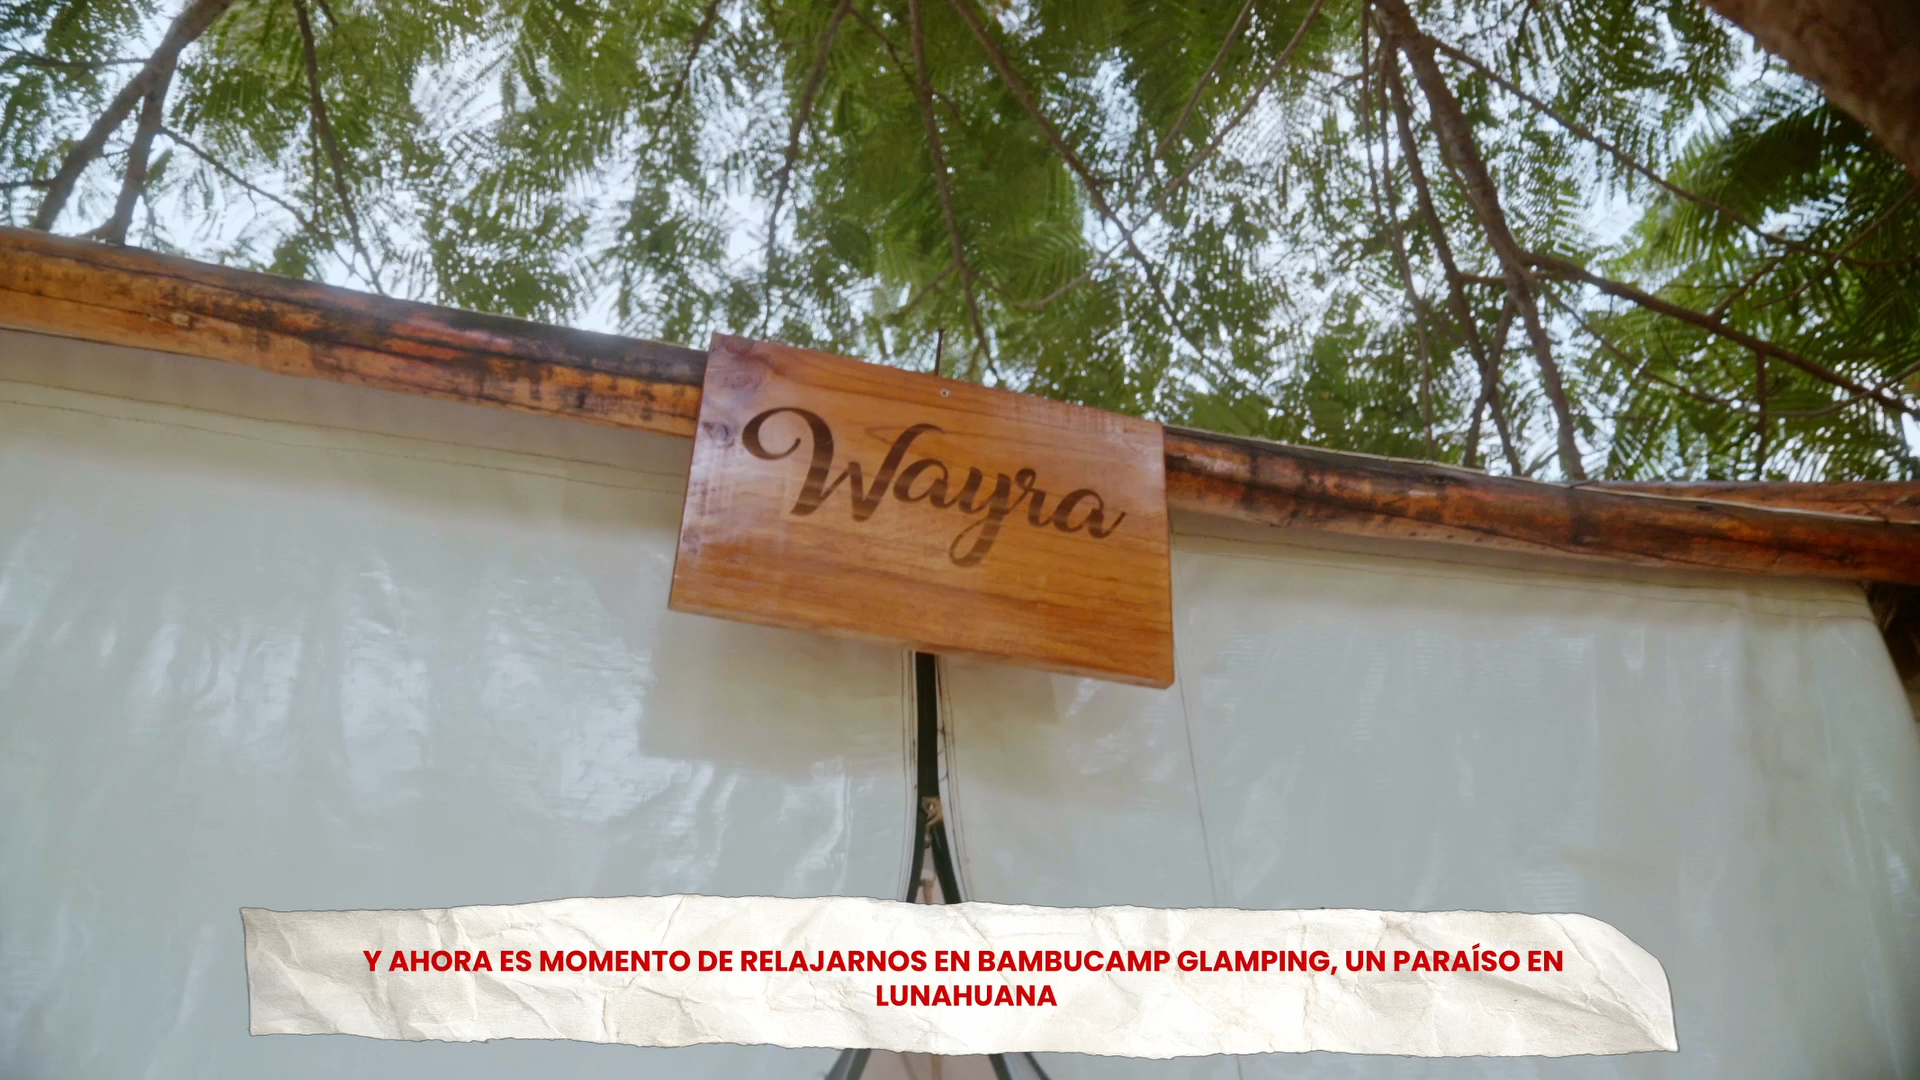 Wayra
Y AHORA ES MOMENTO DE RELAJARNOS EN BAMBUCAMP GLAMPING, UN PARAÍSO EN
LUNAHUANA